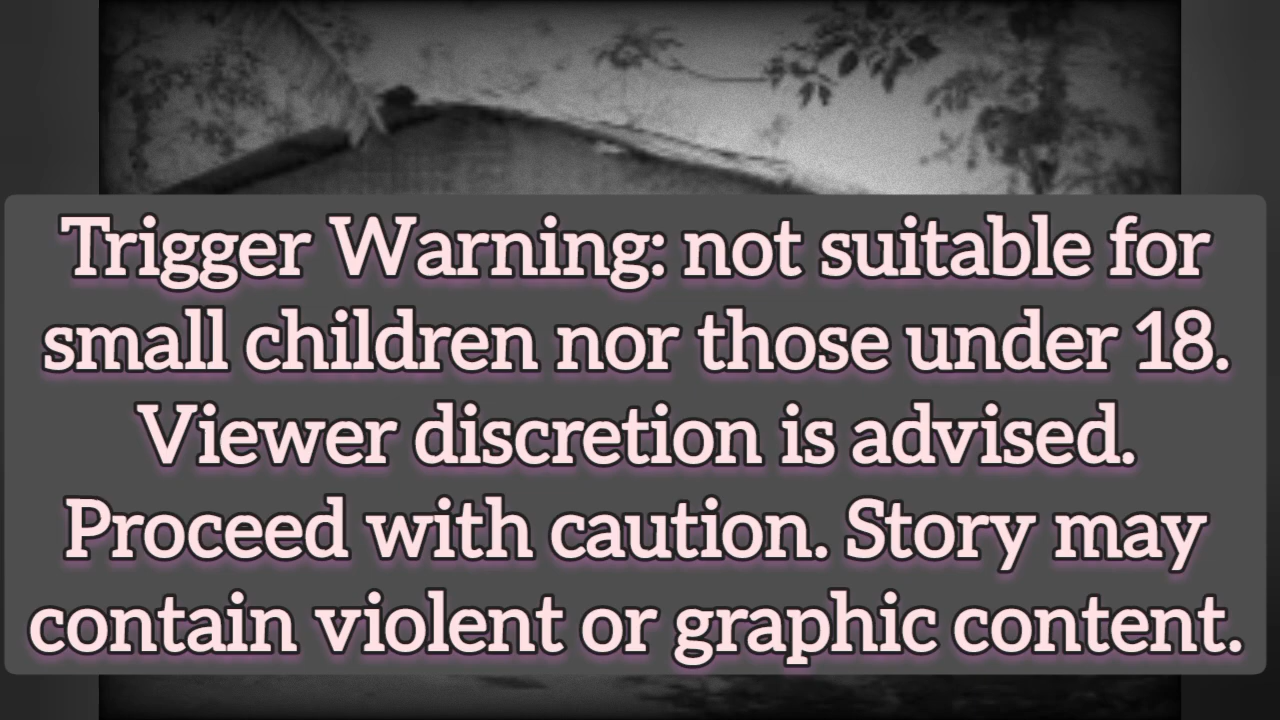 Trigger Warning: not suitable for
small children nor those under 18.
Viewer discretion is advised.
Proceed with caution. Story may
contain violent or graphic content.